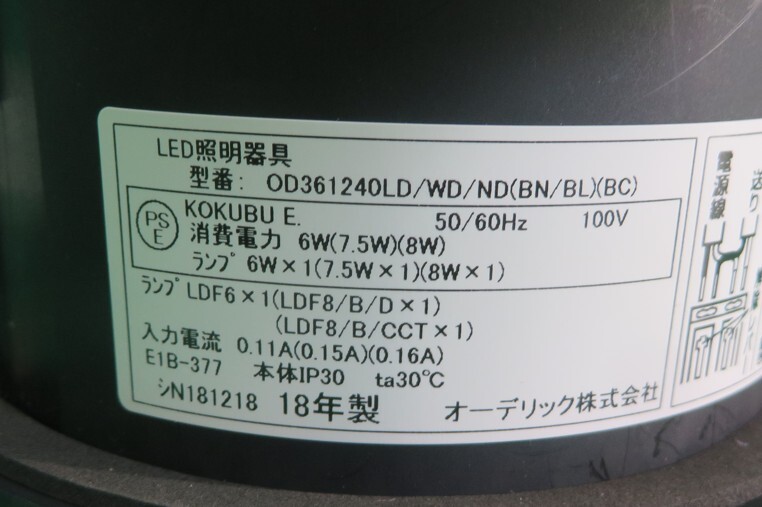 LED照明器具
型番: OD361240LD/WD/ND(BN/BL)(BC)
PS
E
KOKUBU E. 50/60Hz 100V
消費電力 6W(7.5W)(8W)
ランプ 6W×1(7.5W×1)(8W×1)
ランプ LDF6×1(LDF8/B/D×1)
(LDF8/B/CCT×1)
入力電流 0.11A(0.15A)(0.16A)
E1B-377 本体IP30 ta30℃
シN181218 18年製 オーデリック株式会社
電源線
送り